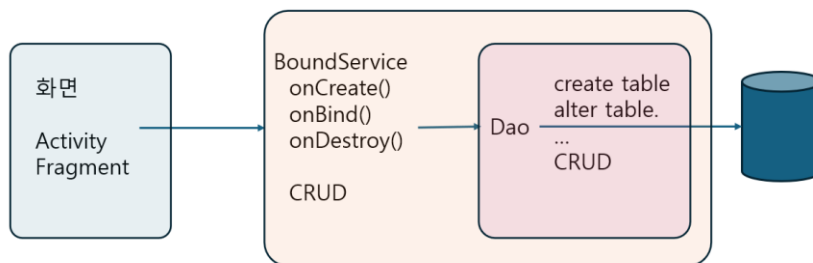 화면
Activity
Fragment
BoundService
onCreate()
onBind()
onDestroy()
CRUD
Dao
create table
alter table.
...
CRUD